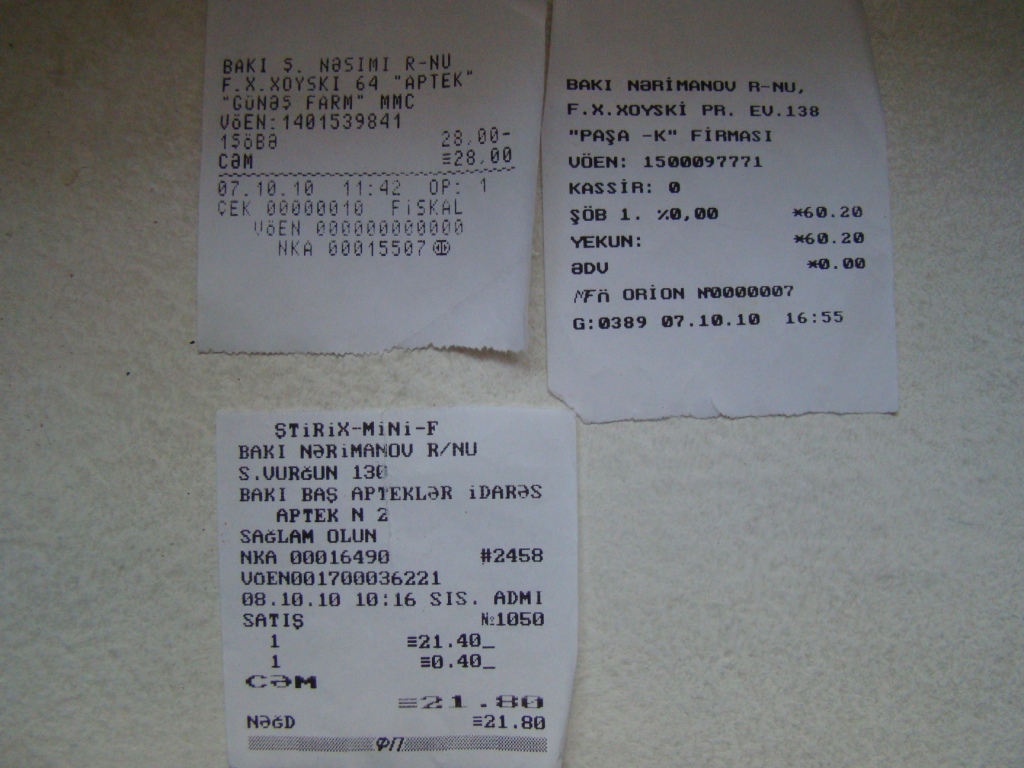 BAKI Ş. NƏSIMI R-NU
F.X.XOYSKI 64 "APTEK"
"GÜNƏŞ FARM" MMC
VÖEN:1401539841
1ŞÖBƏ 28,00-
CƏM ≡28,00
07.10.10 11:42 OP: 1
ÇEK 00000010 FİSKAL
VÖEN 000000000000
NKA 00015507
BAKI NƏRİMANOV R-NU,
F.X.XOYSKİ PR. EV.138
"PAŞA -K" FİRMASI
VÖEN: 1500097771
KASSİR: 0
ŞÖB 1. %0,00 *60.20
YEKUN: *60.20
ƏDV *0.00
ORION №0000007
G:0389 07.10.10 16:55
ŞTİRİX-MİNİ-F
BAKI NƏRİMANOV R/NU
S.VURĞUN 130
BAKI BAŞ APTEKLƏR İDARƏS
APTEK N 2
SAĞLAM OLUN
NKA 00016490 #2458
VÖEN001700036221
08.10.10 10:16 SIS. ADMI
SATIŞ №1050
1 ≡21.40_
1 ≡0.40_
CƏM
≡21.80
NƏĞD ≡21.80
ФП